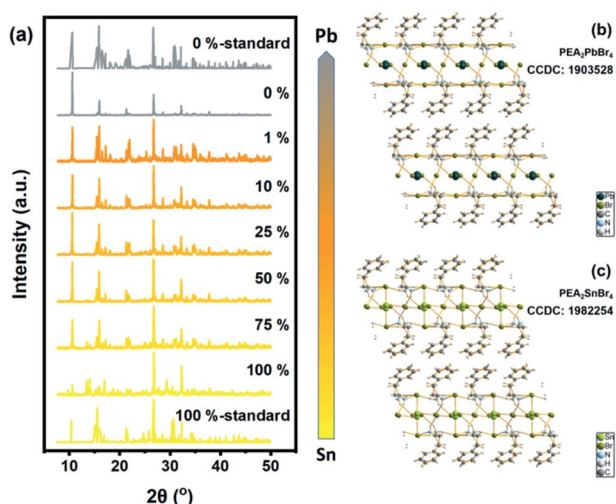 (a)
0 %-standard
0 %
1 %
10 %
25 %
50 %
75 %
100 %
100 %-standard
Intensity (a.u.)
10 20 30 40 50
2θ (°)
Pb
Sn
(b)
PEA₂PbBr₄
CCDC: 1903528
Pb
Br
C
N
H
(c)
PEA₂SnBr₄
CCDC: 1982254
Sn
Br
N
H
C